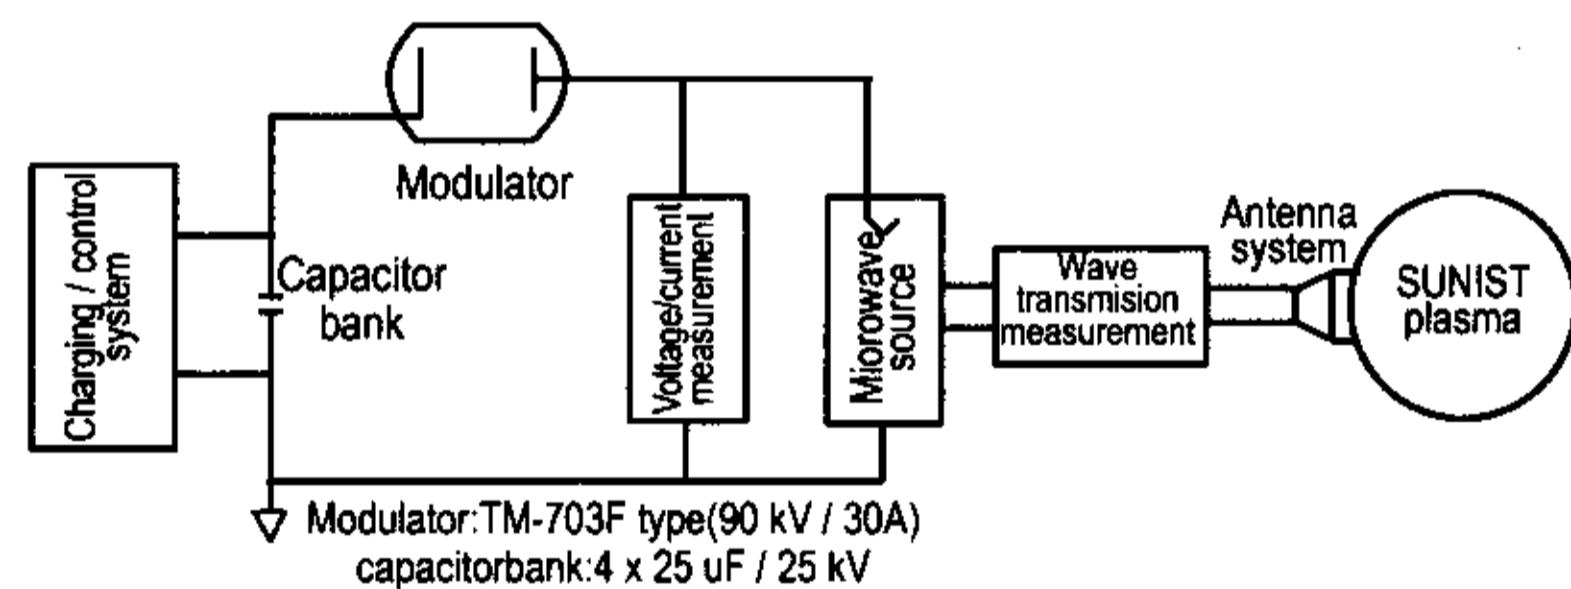 Modulator
Charging / control
system
Capacitor
bank
Voltage/current
measurement
Miorowave
source
Wave
transmision
measurement
Antenna
system
SUNIST
plasma
Modulator:TM-703F type(90 kV / 30A)
capacitorbank:4 x 25 uF / 25 kV